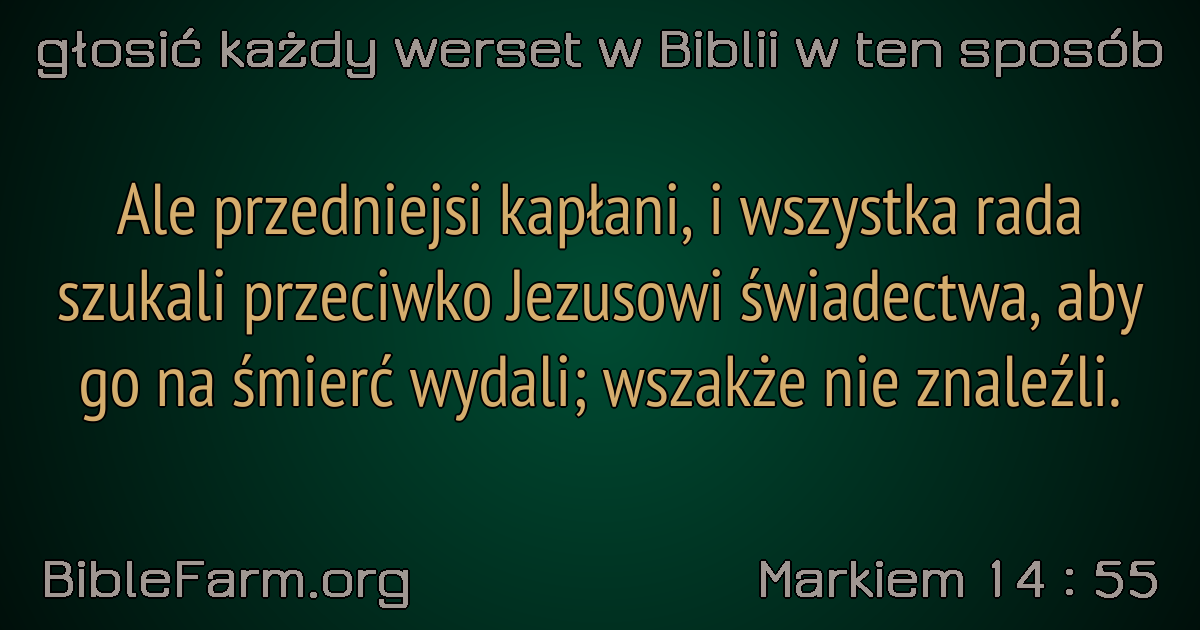 głosić każdy werset w Biblii w ten sposób
Ale przedniejsi kapłani, i wszystka rada
szukali przeciwko Jezusowi świadectwa, aby
go na śmierć wydali; wszakże nie znaleźli.
BibleFarm.org
Markiem 14 : 55